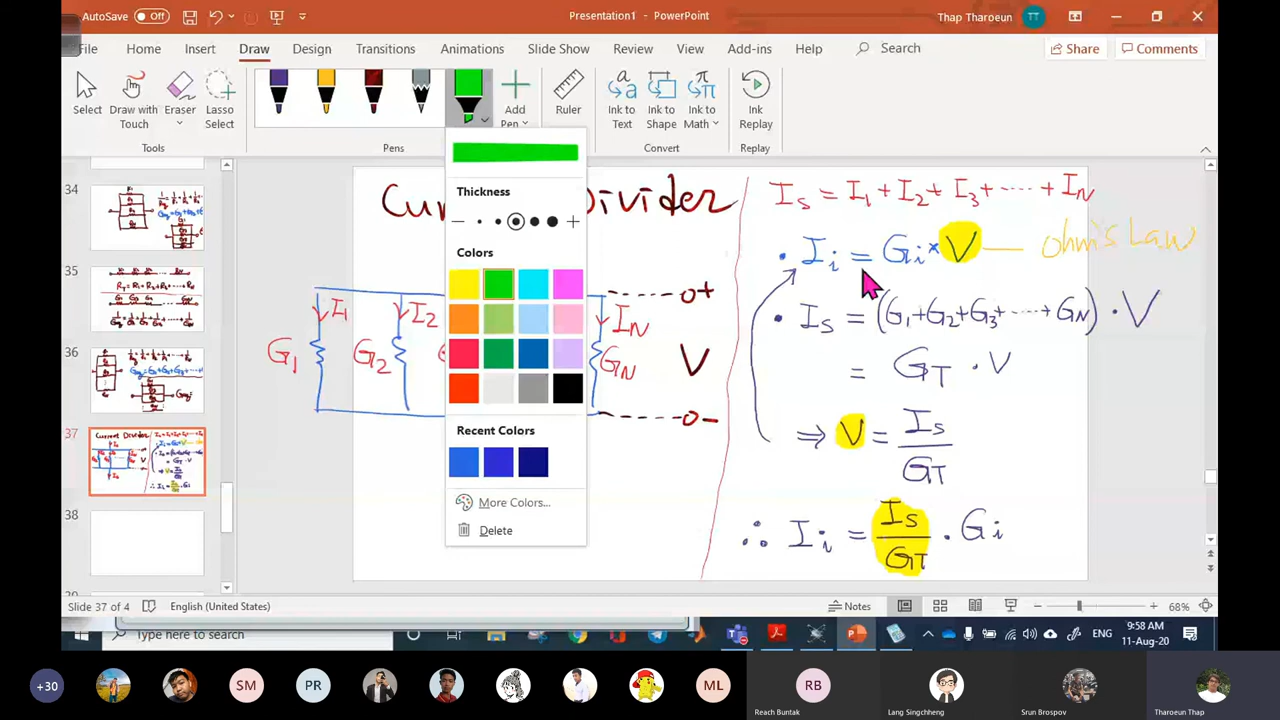 AutoSave Off
Presentation1 - PowerPoint
Thap Tharoeun TT
File Home Insert Draw Design Transitions Animations Slide Show Review View Add-ins Help Search Share Comments
Select
Draw with Touch
Eraser
Lasso Select
Add Pen
Ruler
Ink to Text
Ink to Shape
Ink to Math
Ink Replay
Tools
Pens
Convert
Replay
34
35
36
37
38
Thickness
Colors
Recent Colors
More Colors...
Delete
Divider
I1 I2 IN
G1 G2 GN
o+
V
o-
Is = I1 + I2 + I3 + ..... + IN
• Ii = Gi * V — ohm's Law
• Is = (G1+G2+G3+.....+GN) • V
= GT • V
⇒ V = Is / GT
∴ Ii = Is / GT • Gi
Slide 37 of 4 English (United States) Notes 68%
Type here to search
ENG
9:58 AM
11-Aug-20
+30 SM PR ML RB
Reach Buntak
Lang Singchheng
Srun Brospov
Tharoeun Thap